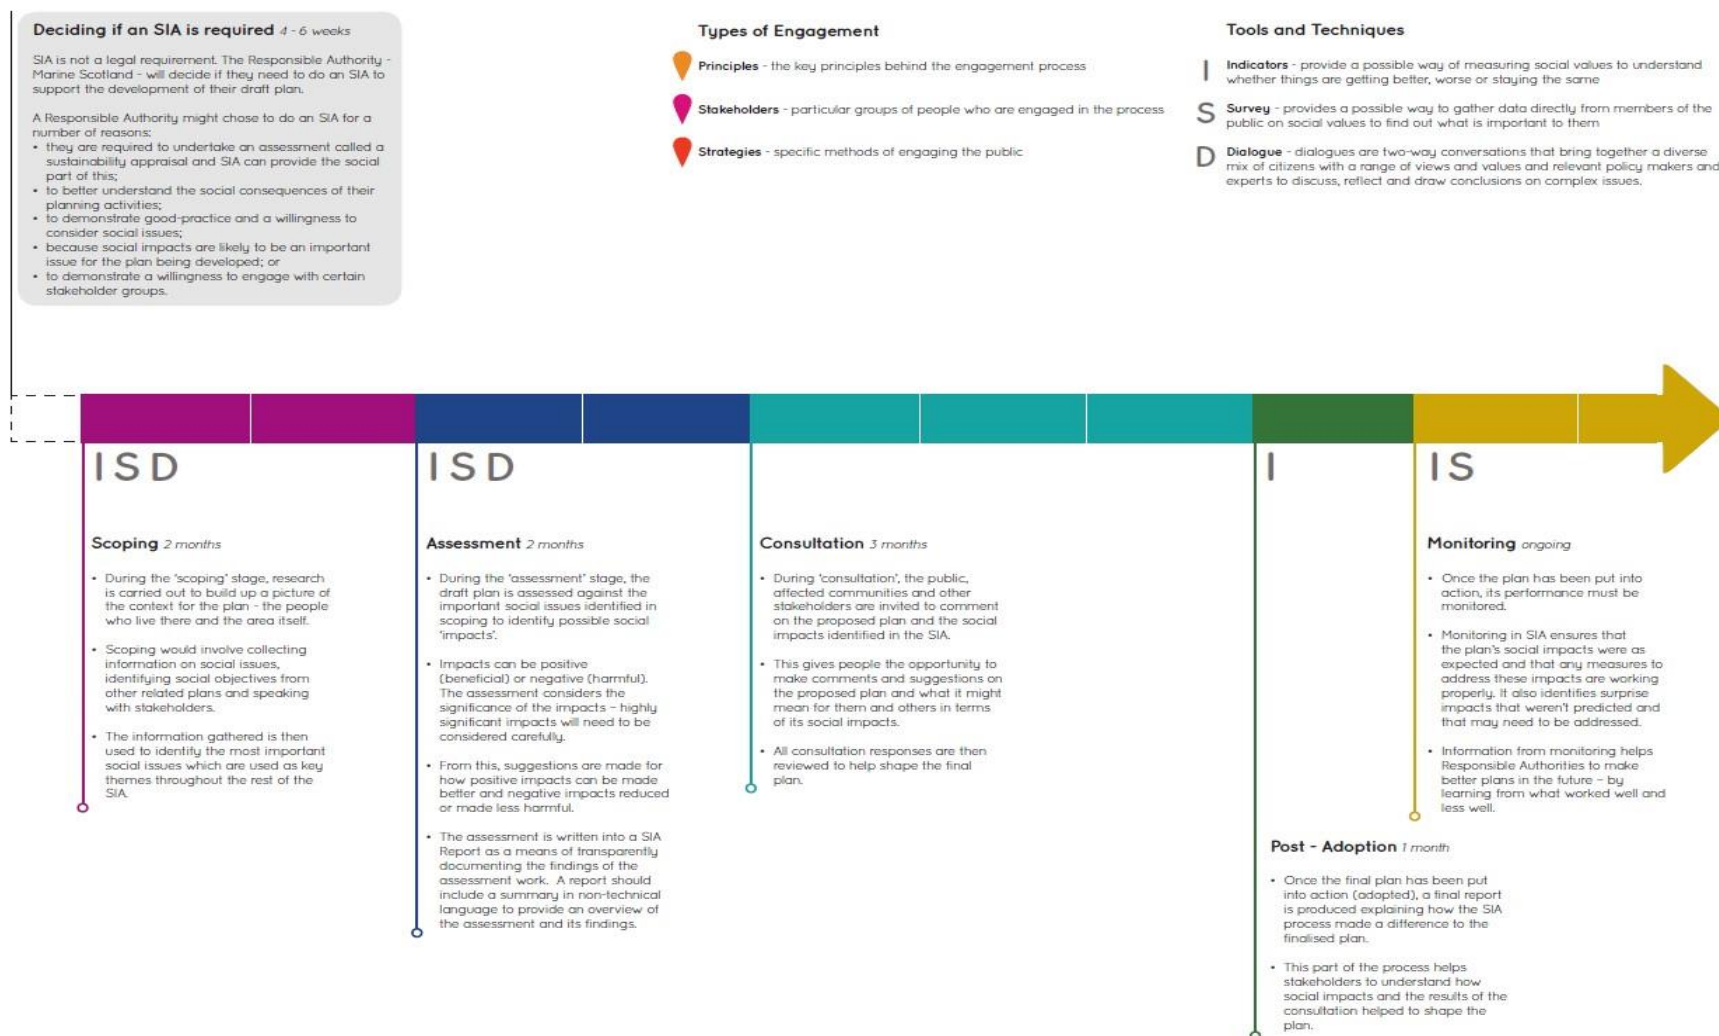 Deciding if an SIA is required 4 - 6 weeks
SIA is not a legal requirement. The Responsible Authority -
Marine Scotland - will decide if they need to do an SIA to
support the development of their draft plan.
A Responsible Authority might chose to do an SIA for a
number of reasons:
• they are required to undertake an assessment called a
sustainability appraisal and SIA can provide the social
part of this;
• to better understand the social consequences of their
planning activities;
• to demonstrate good-practice and a willingness to
consider social issues;
• because social impacts are likely to be an important
issue for the plan being developed; or
• to demonstrate a willingness to engage with certain
stakeholder groups.
Types of Engagement
Principles - the key principles behind the engagement process
Stakeholders - particular groups of people who are engaged in the process
Strategies - specific methods of engaging the public
Tools and Techniques
I Indicators - provide a possible way of measuring social values to understand
whether things are getting better, worse or staying the same
S Survey - provides a possible way to gather data directly from members of the
public on social values to find out what is important to them
D Dialogue - dialogues are two-way conversations that bring together a diverse
mix of citizens with a range of views and values and relevant policy makers and
experts to discuss, reflect and draw conclusions on complex issues.
I S D
Scoping 2 months
• During the 'scoping' stage, research
is carried out to build up a picture of
the context for the plan - the people
who live there and the area itself.
• Scoping would involve collecting
information on social issues,
identifying social objectives from
other related plans and speaking
with stakeholders.
• The information gathered is then
used to identify the most important
social issues which are used as key
themes throughout the rest of the
SIA.
I S D
Assessment 2 months
• During the 'assessment' stage, the
draft plan is assessed against the
important social issues identified in
scoping to identify possible social
'impacts'.
• Impacts can be positive
(beneficial) or negative (harmful).
The assessment considers the
significance of the impacts – highly
significant impacts will need to be
considered carefully.
• From this, suggestions are made for
how positive impacts can be made
better and negative impacts reduced
or made less harmful.
• The assessment is written into a SIA
Report as a means of transparently
documenting the findings of the
assessment work. A report should
include a summary in non-technical
language to provide an overview of
the assessment and its findings.
Consultation 3 months
• During 'consultation', the public,
affected communities and other
stakeholders are invited to comment
on the proposed plan and the social
impacts identified in the SIA.
• This gives people the opportunity to
make comments and suggestions on
the proposed plan and what it might
mean for them and others in terms
of its social impacts.
• All consultation responses are then
reviewed to help shape the final
plan.
I
Post - Adoption 1 month
• Once the final plan has been put
into action (adopted), a final report
is produced explaining how the SIA
process made a difference to the
finalised plan.
• This part of the process helps
stakeholders to understand how
social impacts and the results of the
consultation helped to shape the
plan.
I S
Monitoring ongoing
• Once the plan has been put into
action, its performance must be
monitored.
• Monitoring in SIA ensures that
the plan's social impacts were as
expected and that any measures to
address these impacts are working
properly. It also identifies surprise
impacts that weren't predicted and
that may need to be addressed.
• Information from monitoring helps
Responsible Authorities to make
better plans in the future – by
learning from what worked well and
less well.